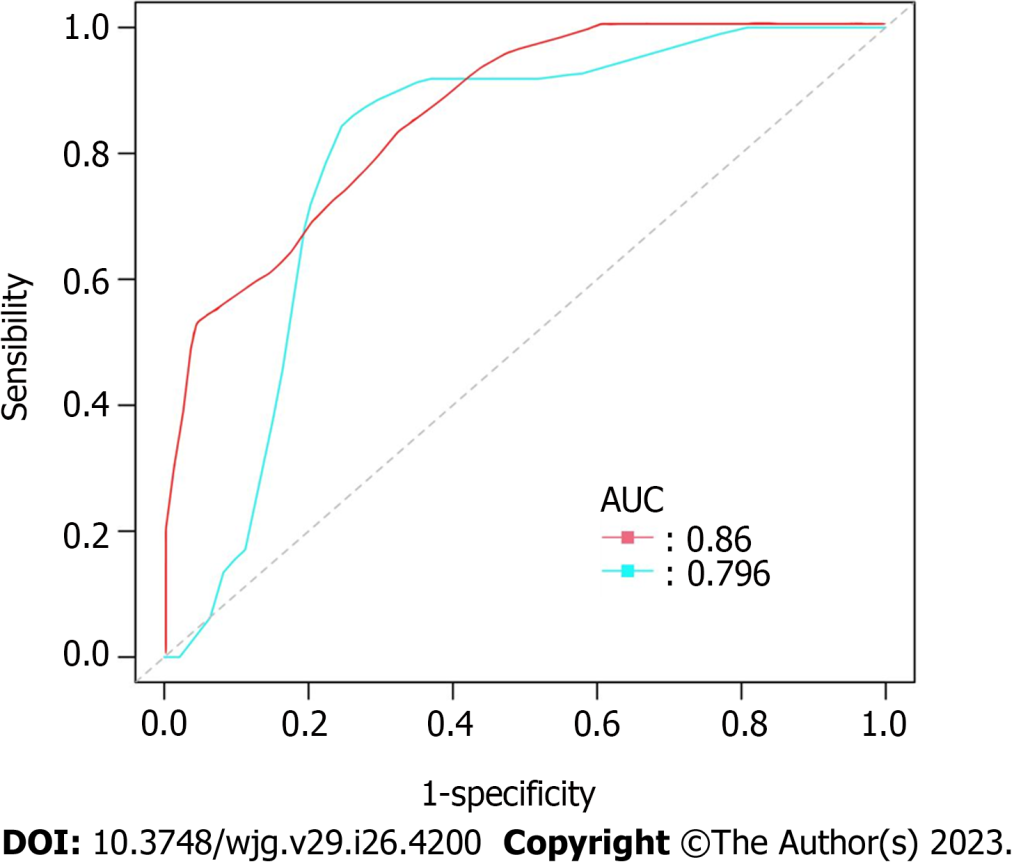 1.0
0.8
0.6
0.4
0.2
0.0
Sensibility
AUC
: 0.86
: 0.796
0.0 0.2 0.4 0.6 0.8 1.0
1-specificity
DOI: 10.3748/wjg.v29.i26.4200 Copyright ©The Author(s) 2023.